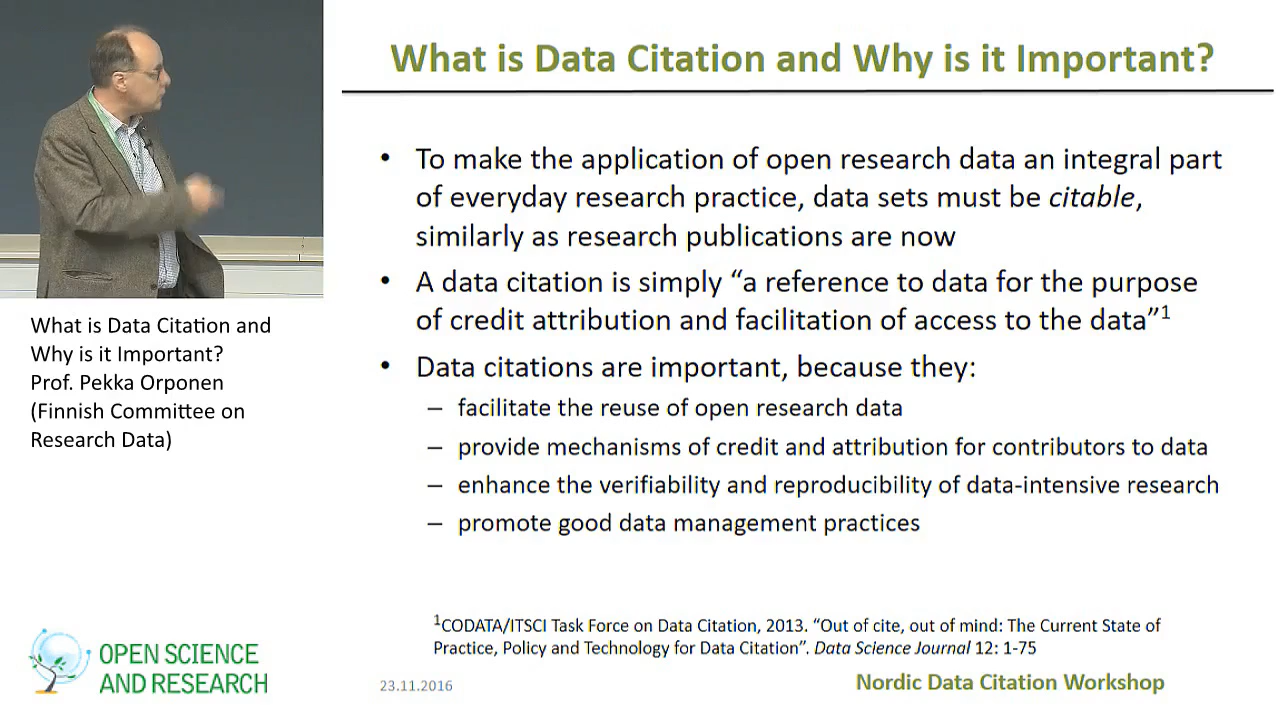 What is Data Citation and Why is it Important?
• To make the application of open research data an integral part
of everyday research practice, data sets must be citable,
similarly as research publications are now
• A data citation is simply “a reference to data for the purpose
of credit attribution and facilitation of access to the data”1
• Data citations are important, because they:
– facilitate the reuse of open research data
– provide mechanisms of credit and attribution for contributors to data
– enhance the verifiability and reproducibility of data-intensive research
– promote good data management practices
1CODATA/ITSCI Task Force on Data Citation, 2013. “Out of cite, out of mind: The Current State of
Practice, Policy and Technology for Data Citation”. Data Science Journal 12: 1-75
23.11.2016
Nordic Data Citation Workshop
What is Data Citation and
Why is it Important?
Prof. Pekka Orponen
(Finnish Committee on
Research Data)
OPEN SCIENCE
AND RESEARCH